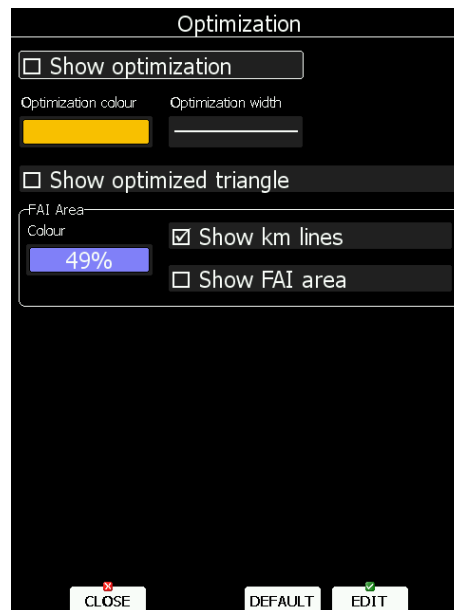 Optimization
Show optimization
Optimization colour Optimization width
Show optimized triangle
FAI Area
Colour
Show km lines
49%
Show FAI area
CLOSE DEFAULT EDIT